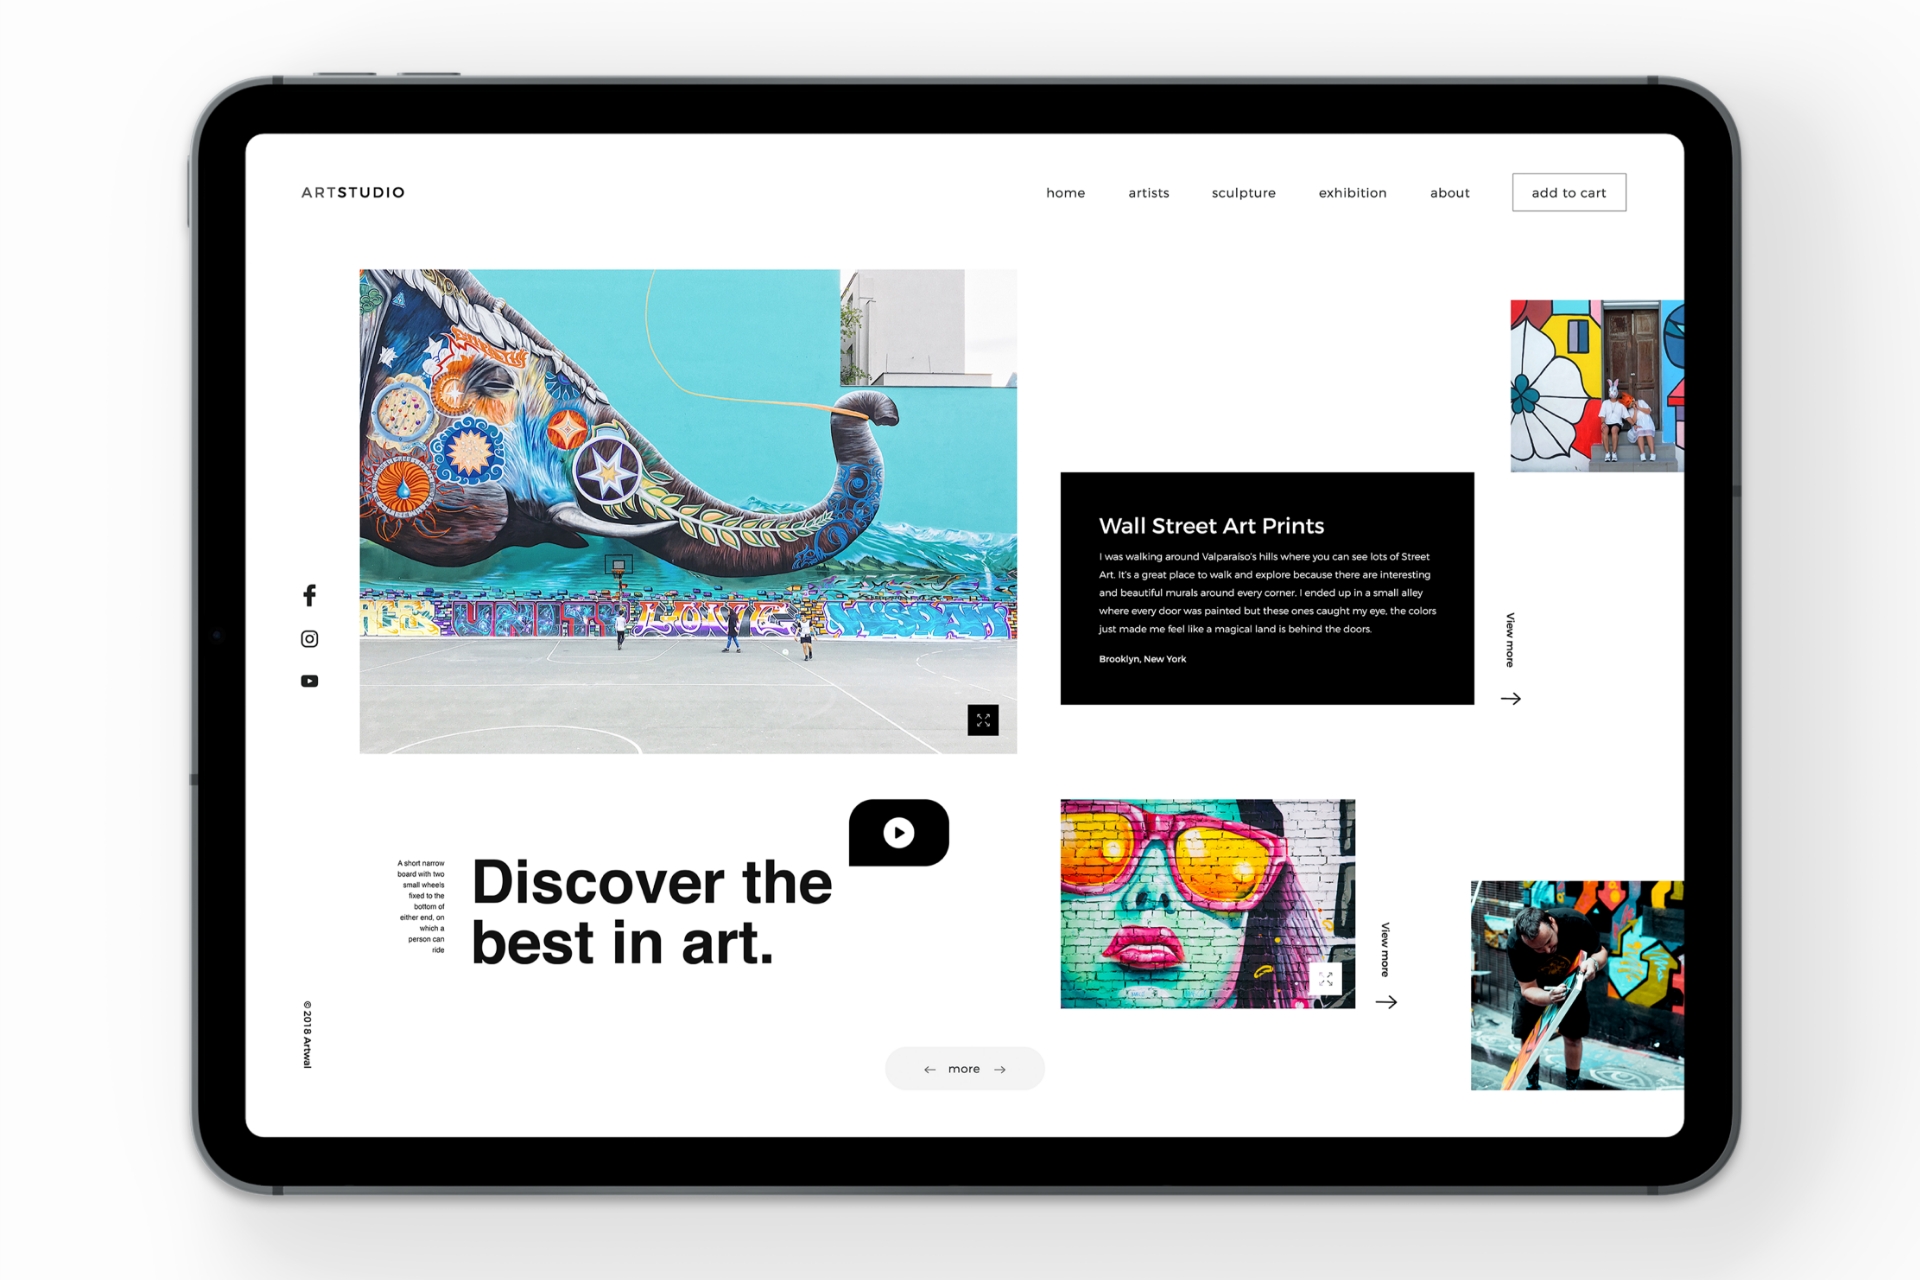 ARTSTUDIO
home
artists
sculpture
exhibition
about
add to cart
UNITY
LOVE
Wall Street Art Prints
I was walking around Valparaíso's hills where you can see lots of Street
Art. It's a great place to walk and explore because there are interesting
and beautiful murals around every corner. I ended up in a small alley
where every door was painted but these ones caught my eye, the colors
just made me feel like a magical land is behind the doors.
Brooklyn, New York
View more
A short narrow
board with two
small wheels
fixed to the
bottom of
either end, on
which a
person can
ride
Discover the
best in art.
View more
© 2018 Artwal
more